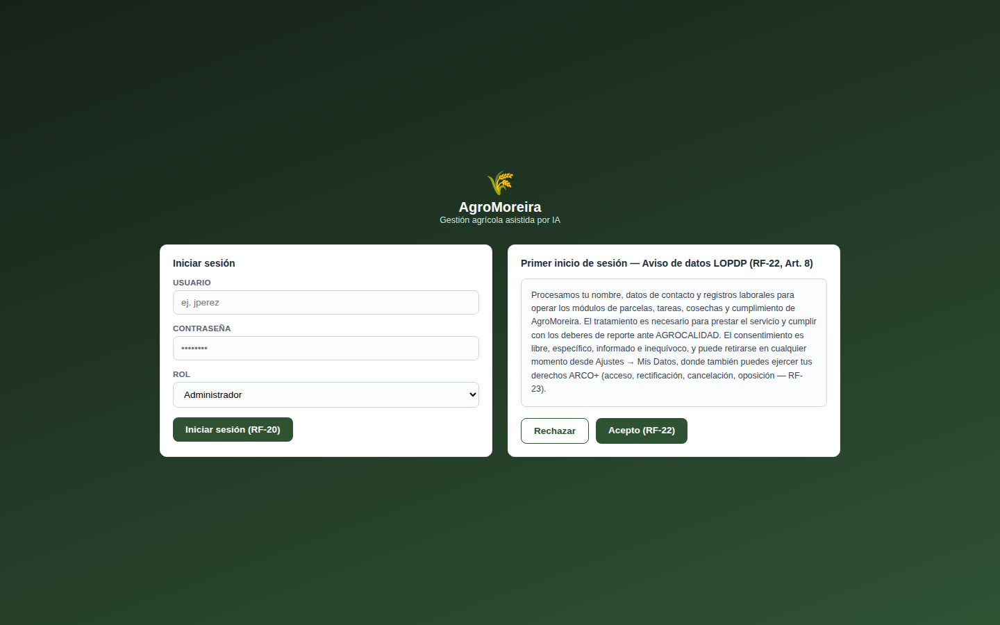 AgroMoreira
Gestión agrícola asistida por IA
Iniciar sesión
USUARIO
ej. jperez
CONTRASEÑA
••••••••
ROL
Administrador
Iniciar sesión (RF-20)
Primer inicio de sesión — Aviso de datos LOPDP (RF-22, Art. 8)
Procesamos tu nombre, datos de contacto y registros laborales para
operar los módulos de parcelas, tareas, cosechas y cumplimiento de
AgroMoreira. El tratamiento es necesario para prestar el servicio y cumplir
con los deberes de reporte ante AGROCALIDAD. El consentimiento es
libre, específico, informado e inequívoco, y puede retirarse en cualquier
momento desde Ajustes → Mis Datos, donde también puedes ejercer tus
derechos ARCO+ (acceso, rectificación, cancelación, oposición — RF-
23).
Rechazar
Acepto (RF-22)